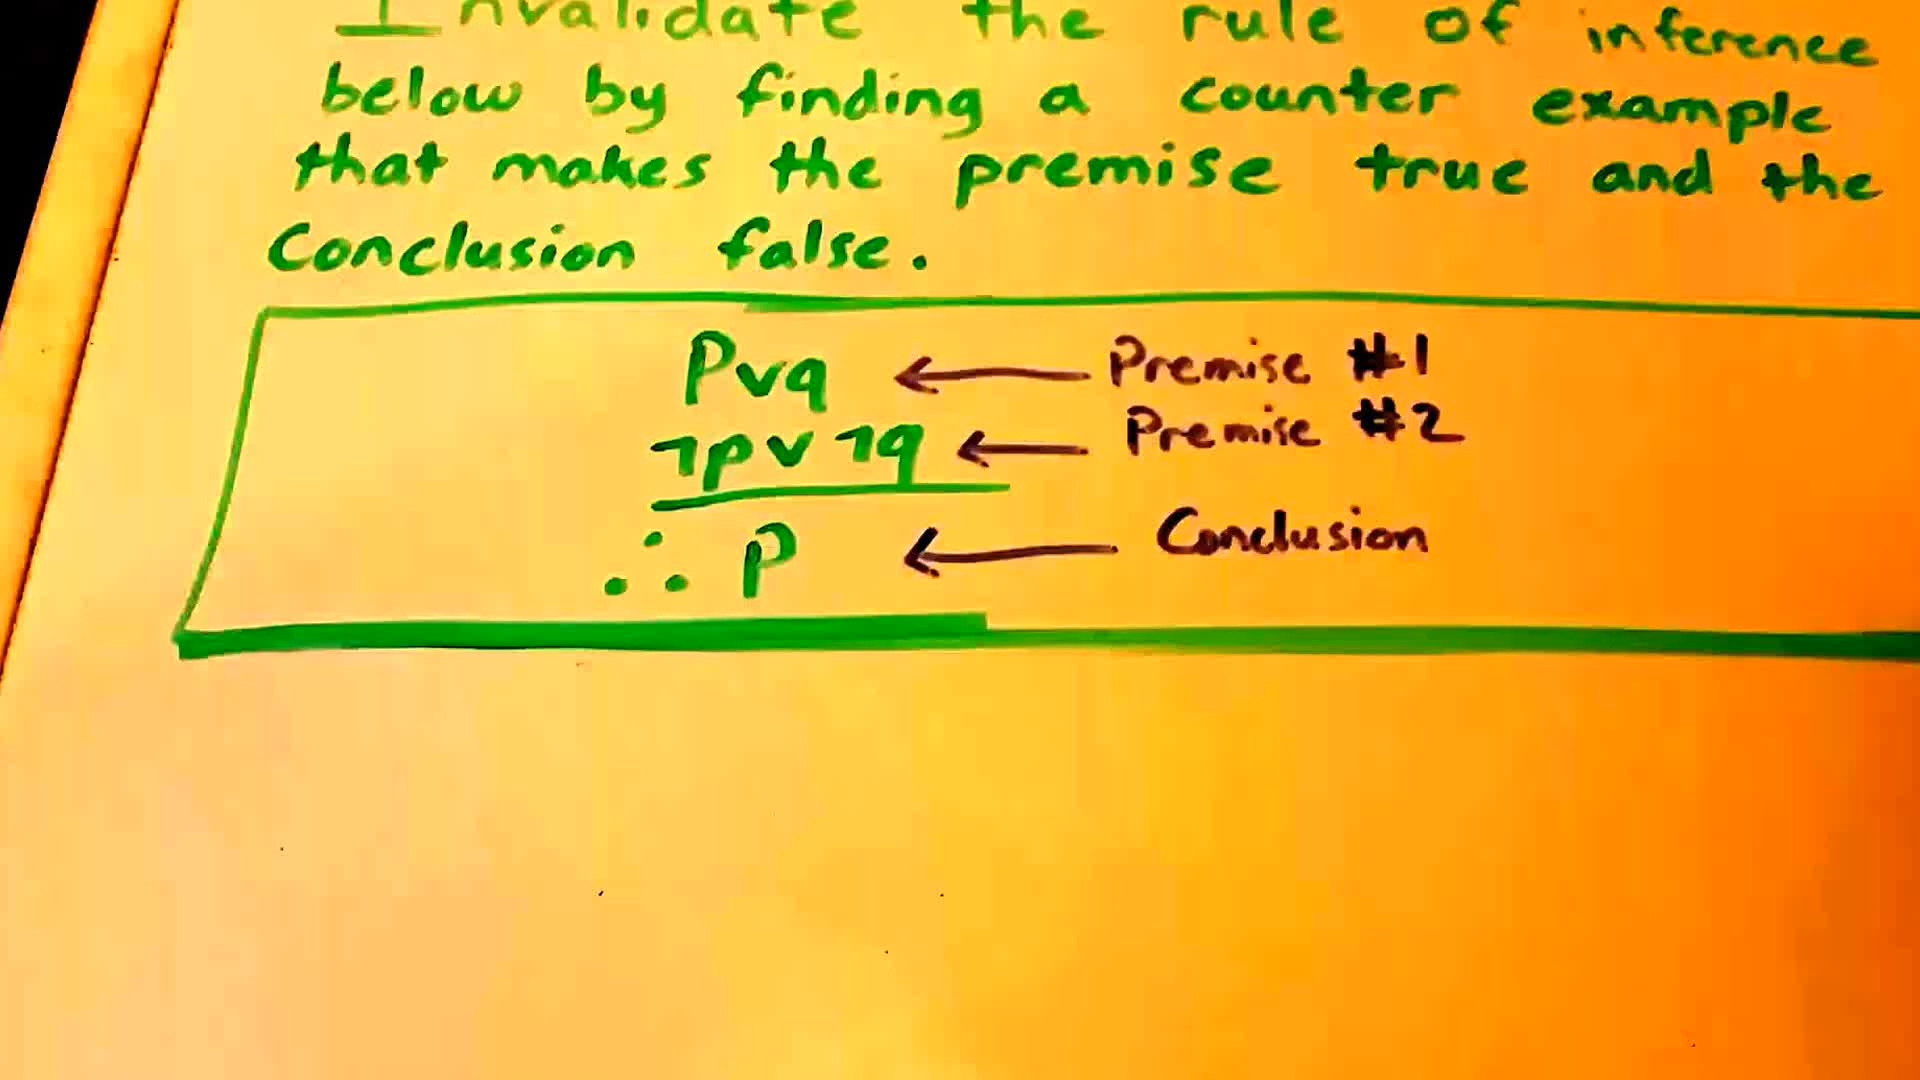 Invalidate the rule of inference
below by finding a counter example
that makes the premise true and the
Conclusion false.
P∨q ← Premise #1
¬p∨¬q ← Premise #2
∴ P ← Conclusion